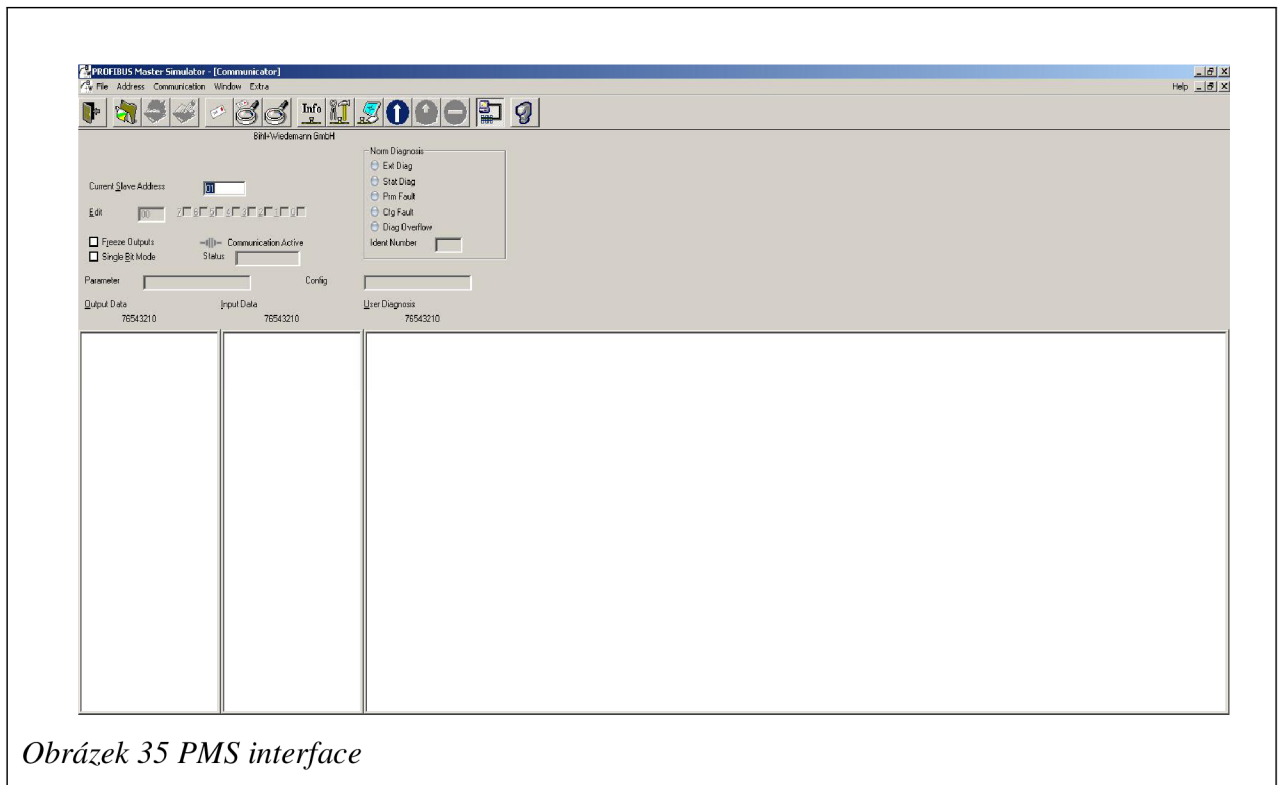 PROFIBUS Master Simulator - [Communicator]
File Address Communication Window Extra Help
Info
Bihl+Wiedemann GmbH
Norm Diagnosis
Ext Diag
Stat Diag
Prm Fault
Cfg Fault
Diag Overflow
Ident Number
Current Slave Address 01
Edit 00 7 6 5 4 3 2 1 0
Freeze Outputs Communication Active
Single Bit Mode Status
Parameter Config
Output Data Input Data User Diagnosis
76543210 76543210 76543210
Obrázek 35 PMS interface